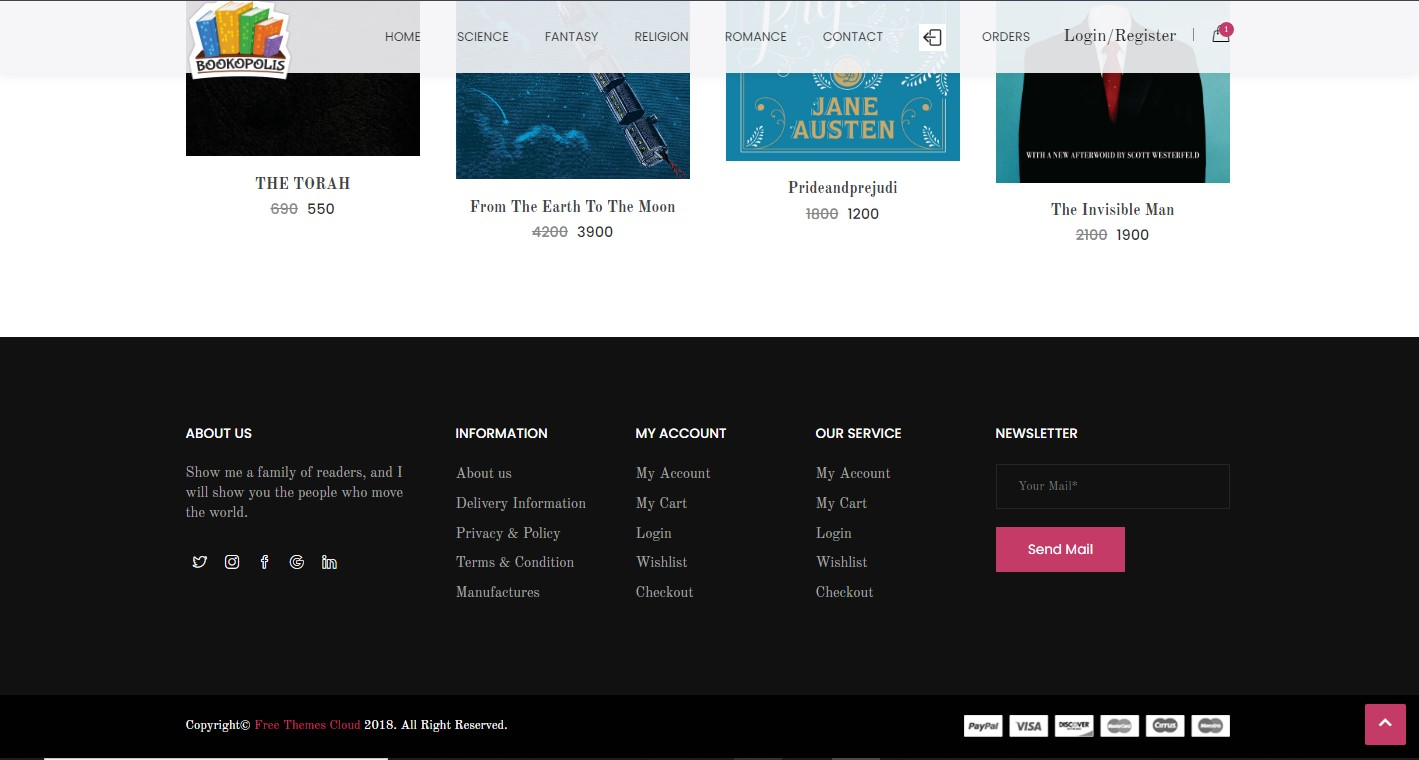 BOOKOPOLIS
HOME SCIENCE FANTASY RELIGION ROMANCE CONTACT ORDERS Login/Register 1
JANE
AUSTEN
WITH A NEW AFTERWORD BY SCOTT WESTERFELD
THE TORAH
690 550
From The Earth To The Moon
4200 3900
Prideandprejudi
1800 1200
The Invisible Man
2100 1900
ABOUT US
Show me a family of readers, and I
will show you the people who move
the world.
INFORMATION
About us
Delivery Information
Privacy & Policy
Terms & Condition
Manufactures
MY ACCOUNT
My Account
My Cart
Login
Wishlist
Checkout
OUR SERVICE
My Account
My Cart
Login
Wishlist
Checkout
NEWSLETTER
Your Mail*
Send Mail
Copyright© Free Themes Cloud 2018. All Right Reserved.
PayPal VISA DISCOVER MasterCard Cirrus Maestro